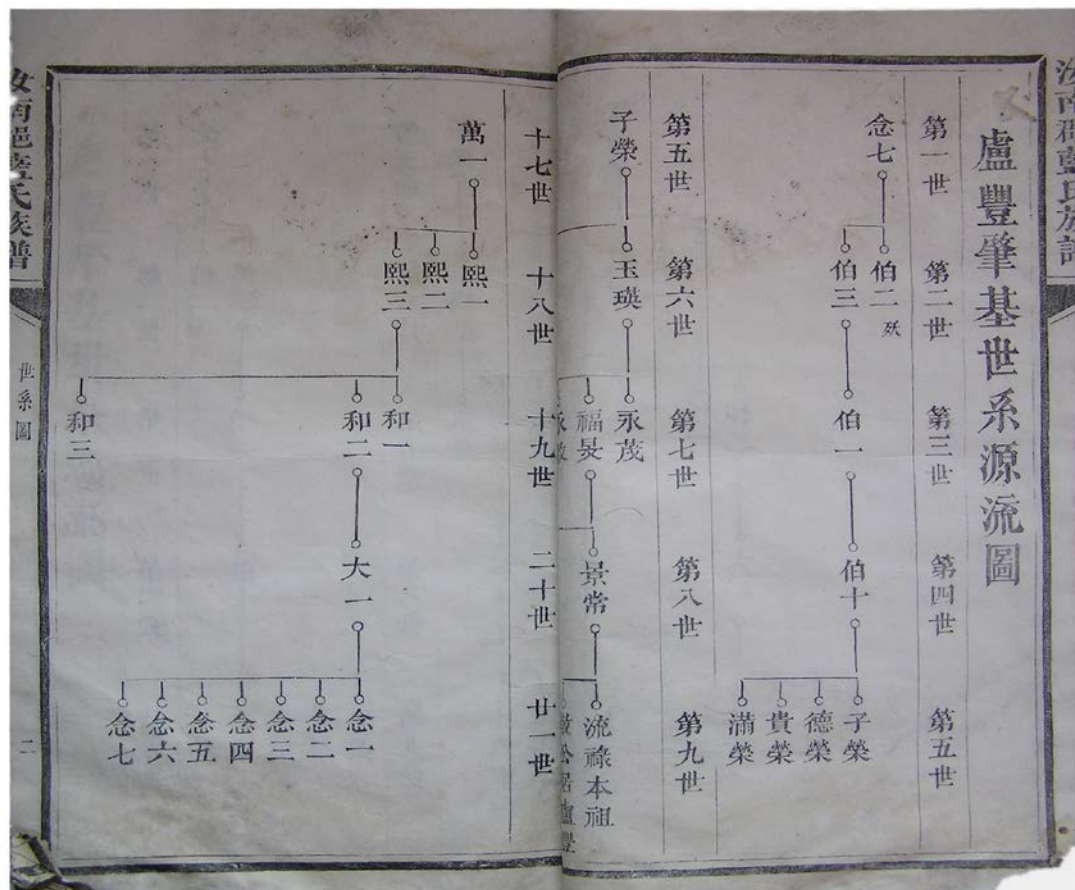 汝南郡藍氏族譜
盧豐肇基世系源流圖
第一世
第二世
第三世
第四世
第五世
念七
伯二
殀
伯三
伯一
伯十
子榮
德榮
貴榮
滿榮
第五世
第六世
第七世
第八世
第九世
子榮
玉瑛
永茂
福旻
景常
流祿本祖
十七世
十八世
十九世
二十世
廿一世
萬一
熙一
熙二
熙三
和一
和二
和三
大一
念一
念二
念三
念四
念五
念六
念七
汝南郡藍氏族譜
世系圖
二